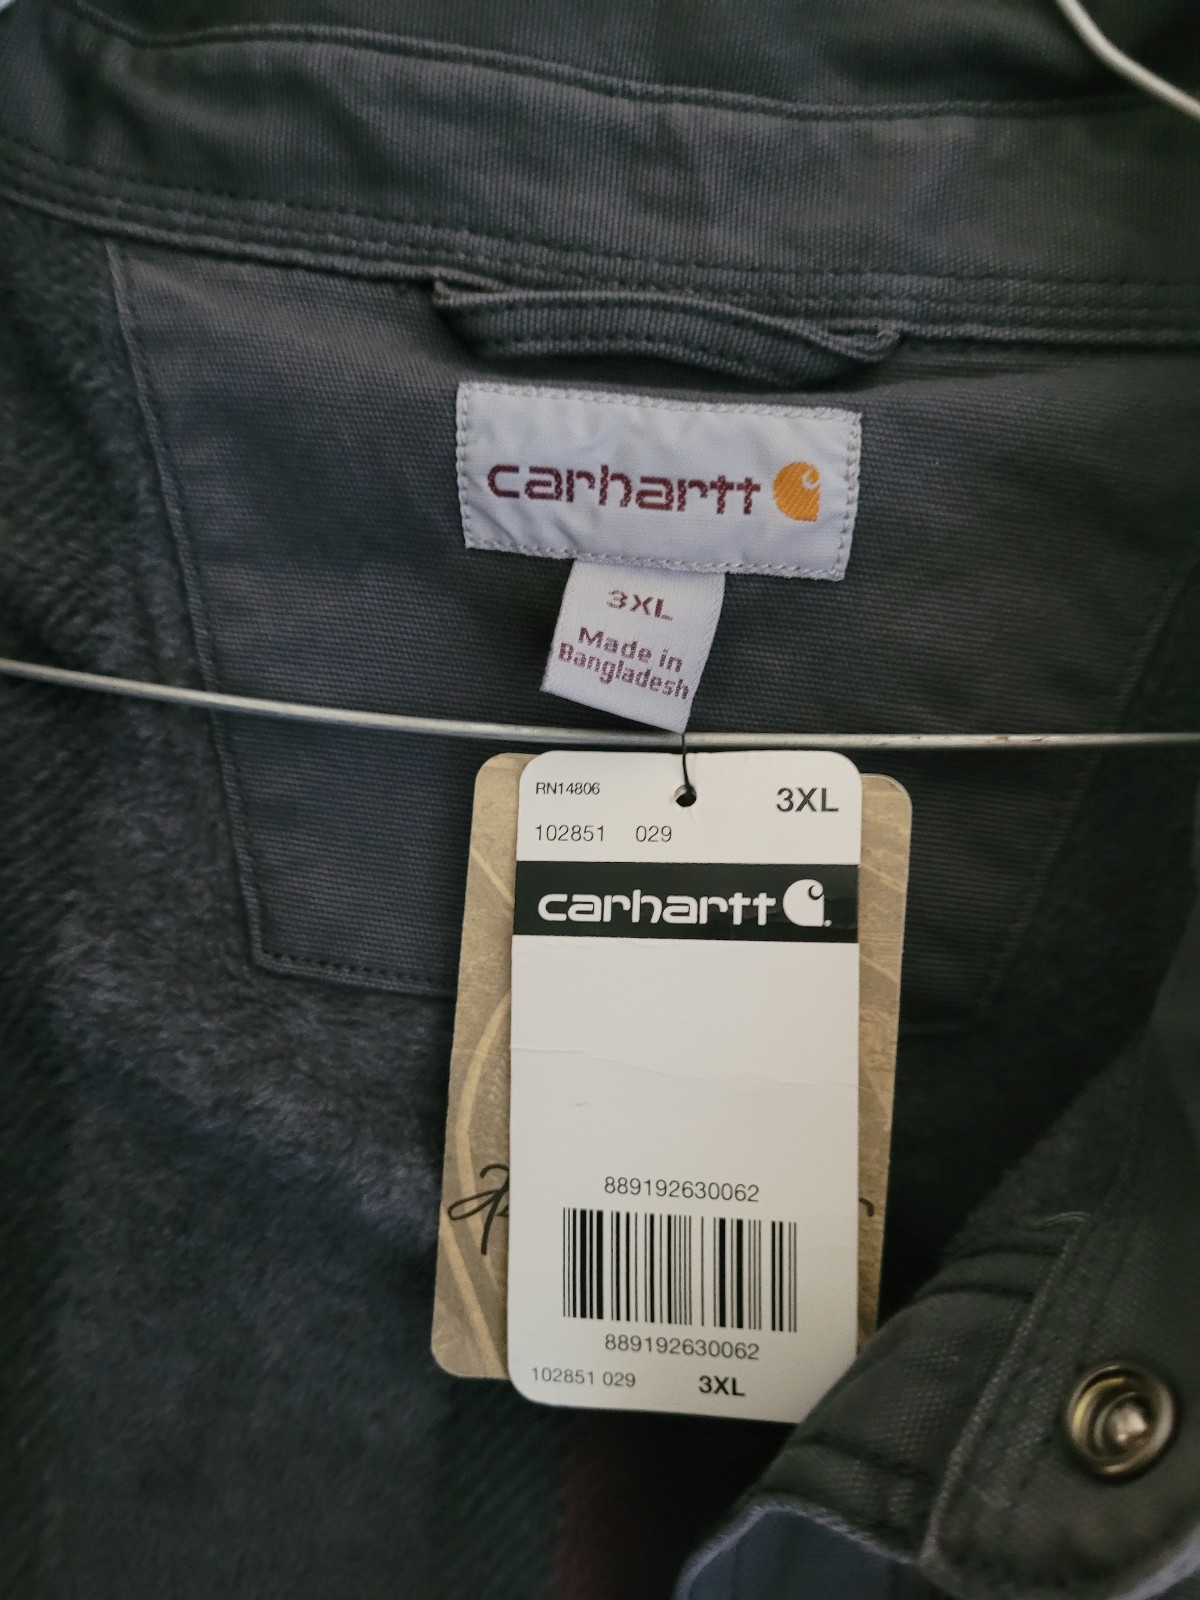 carhartt
3XL
Made in
Bangladesh
RN14806
3XL
102851 029
carhartt
889192630062
889192630062
102851 029
3XL